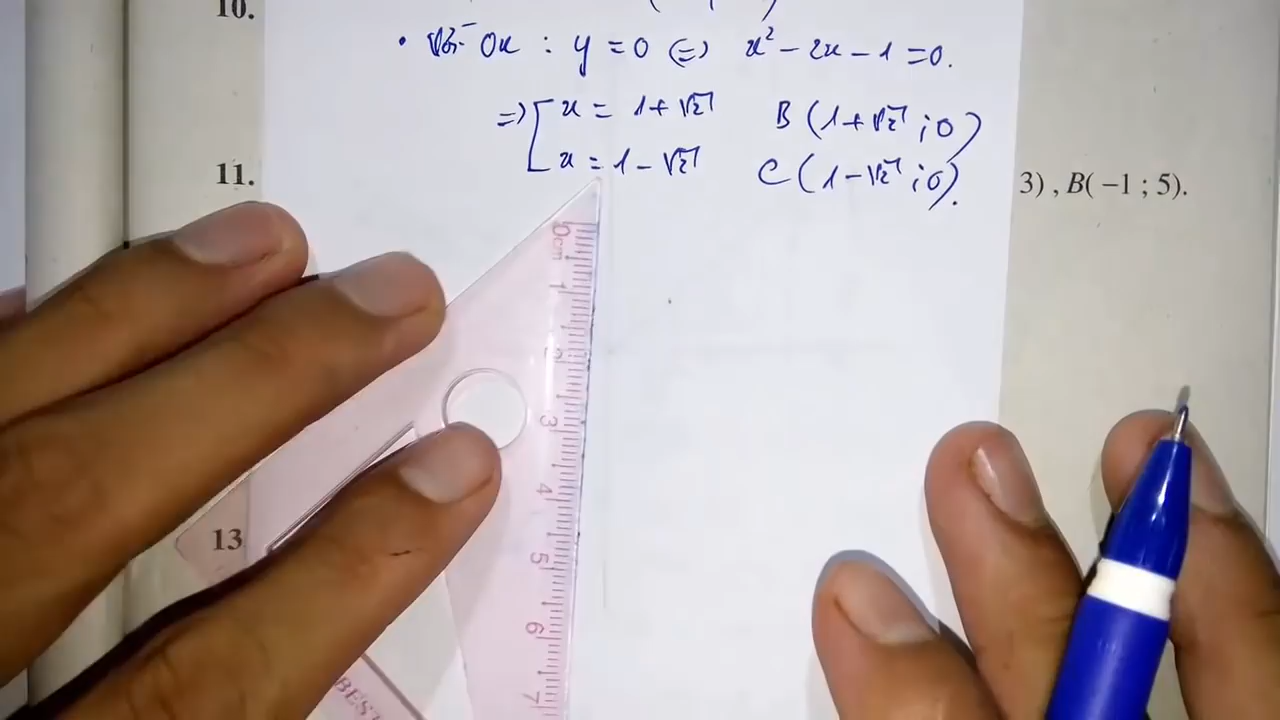 10.
• Với Ox : y = 0 (=) x² - 2x - 1 = 0.
=> [ x = 1 + √2 B (1 + √2 ; 0)
x = 1 - √2 C (1 - √2 ; 0).
11. 3) , B( −1 ; 5).
0cm
1
2
3
4
13
5
6
7
BEST